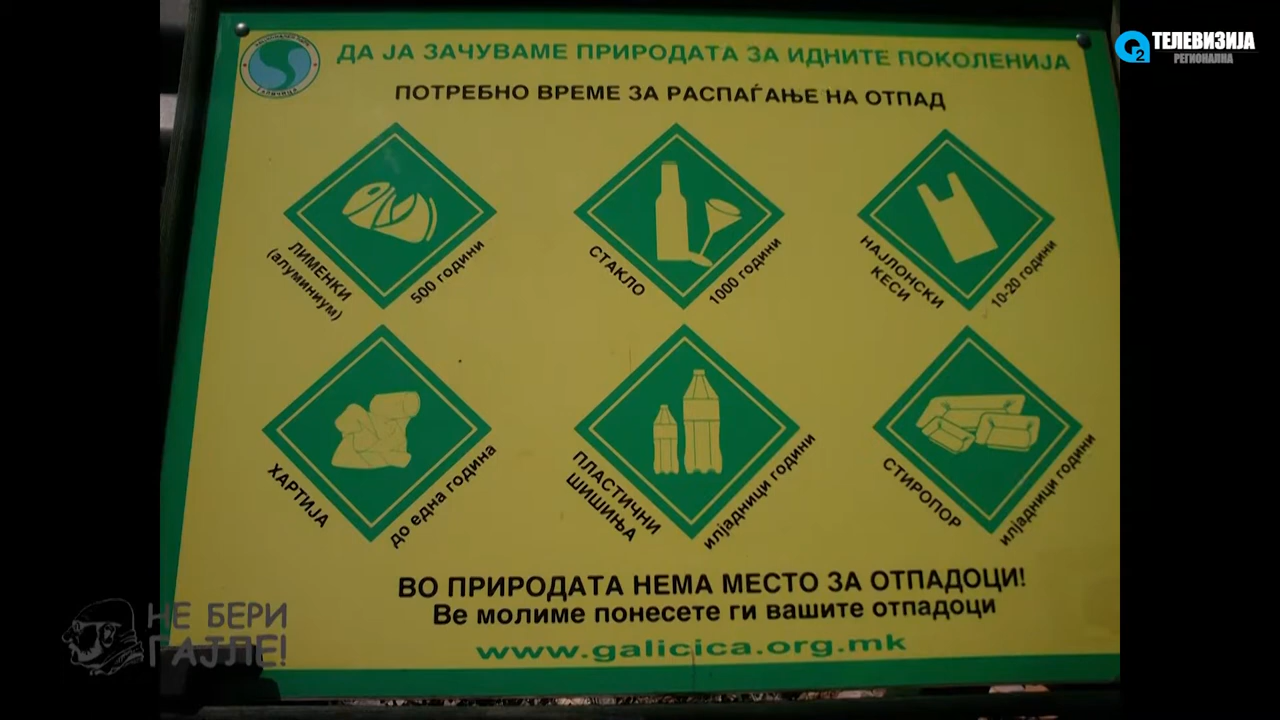 ДА ЈА ЗАЧУВАМЕ ПРИРОДАТА ЗА ИДНИТЕ ПОКОЛЕНИЈА
O2 ТЕЛЕВИЗИЈА
РЕГИОНАЛНА
ГАЛИЧИЦА
ПОТРЕБНО ВРЕМЕ ЗА РАСПАЃАЊЕ НА ОТПАД
ЛИМЕНКИ
(алуминиум)
500 години
СТАКЛО
1000 години
НАЈЛОНСКИ
КЕСИ
10-20 години
ХАРТИЈА
до една година
ПЛАСТИЧНИ
ШИШИЊА
илјадници години
СТИРОПОР
илјадници години
ВО ПРИРОДАТА НЕМА МЕСТО ЗА ОТПАДОЦИ!
Ве молиме понесете ги вашите отпадоци
www.galicica.org.mk
НЕ БЕРИ
ГАЈЛЕ!